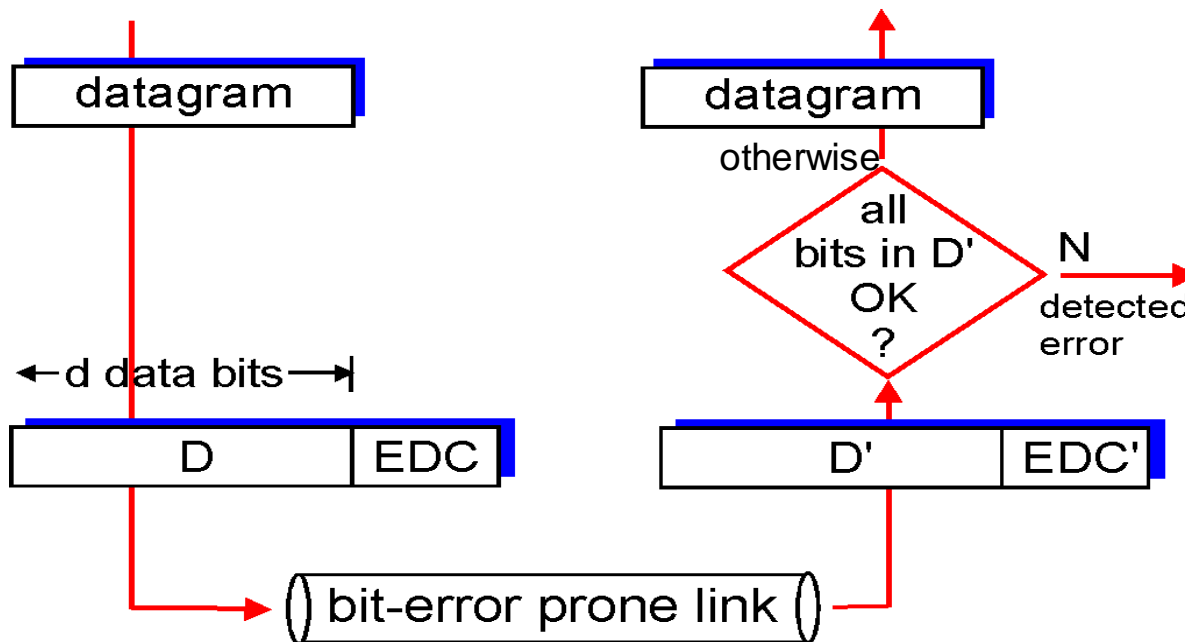 datagram
d data bits
D
EDC
bit-error prone link
datagram
otherwise
all
bits in D'
OK
?
N
detected
error
D'
EDC'